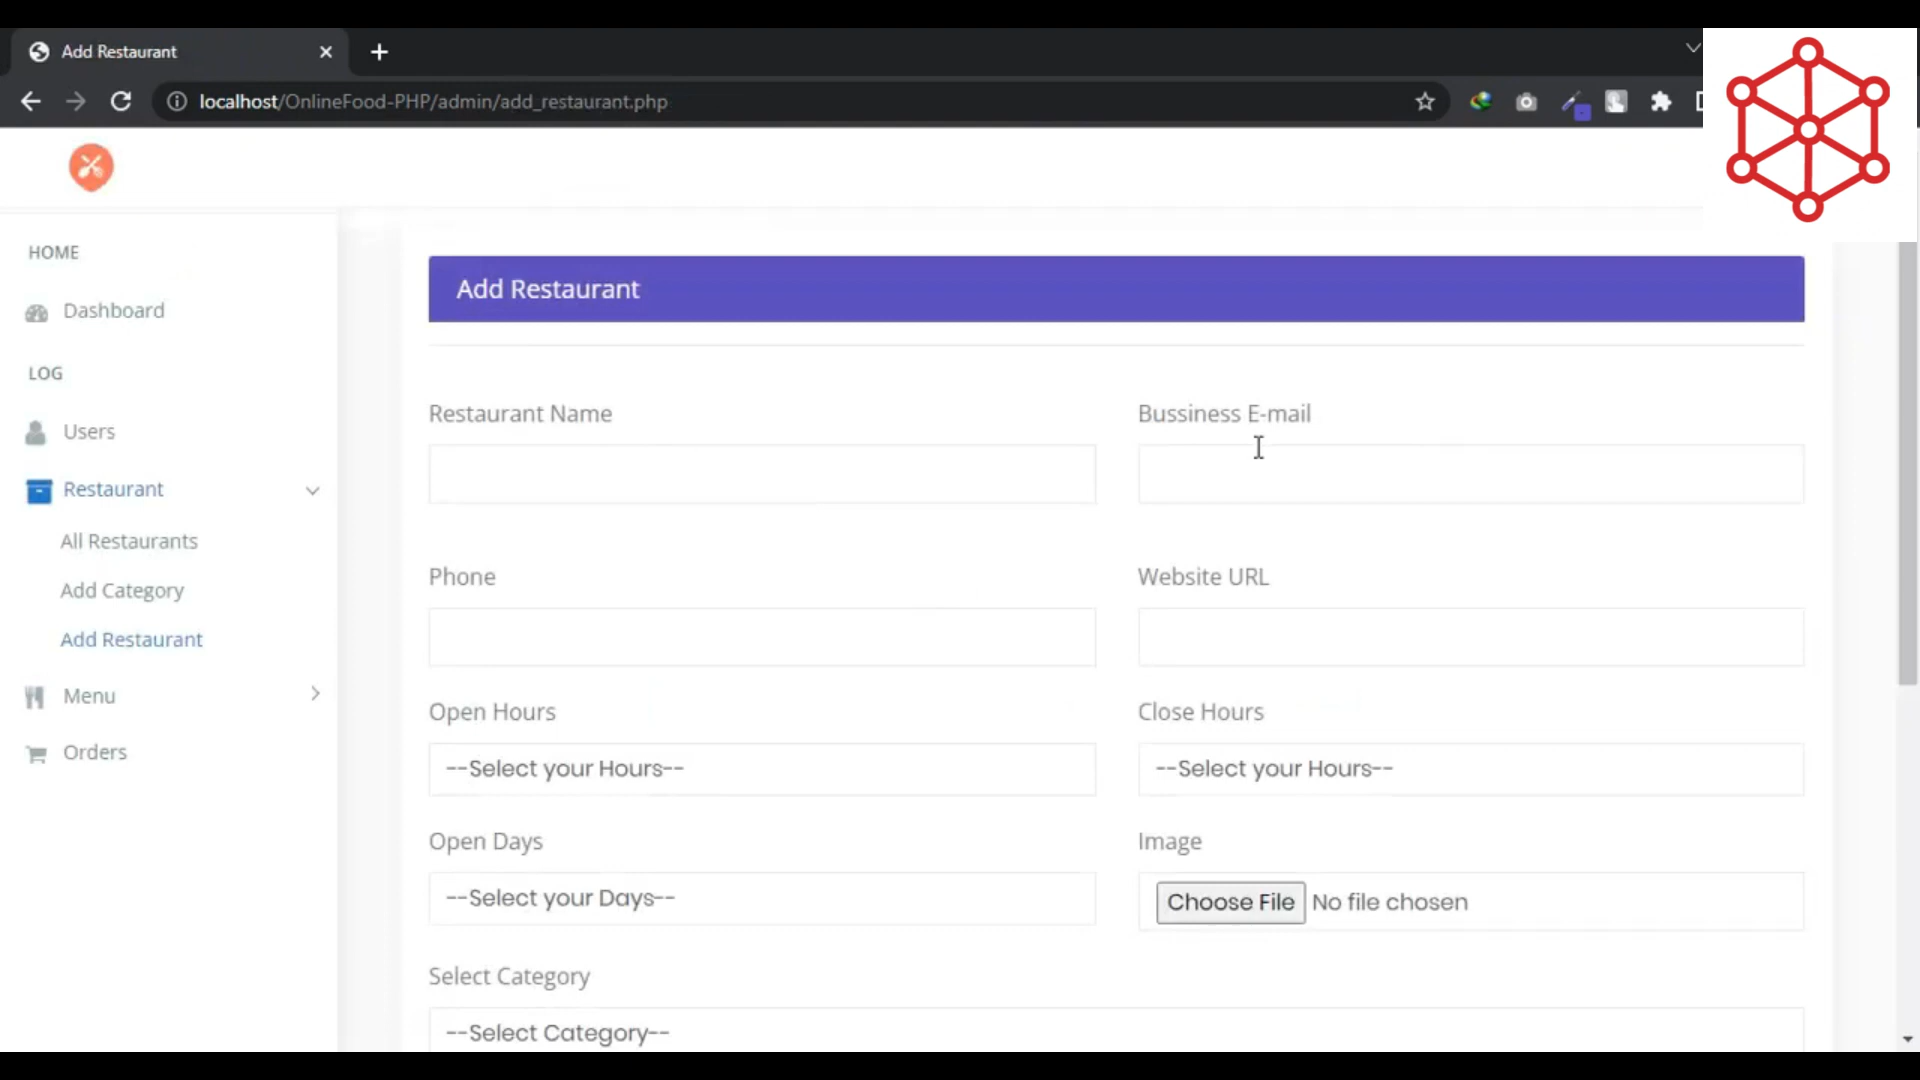 Add Restaurant
localhost/OnlineFood-PHP/admin/add_restaurant.php
HOME
Dashboard
LOG
Users
Restaurant
All Restaurants
Add Category
Add Restaurant
Menu
Orders
Add Restaurant
Restaurant Name
Bussiness E-mail
Phone
Website URL
Open Hours
Close Hours
--Select your Hours--
--Select your Hours--
Open Days
Image
--Select your Days--
Choose File No file chosen
Select Category
--Select Category--